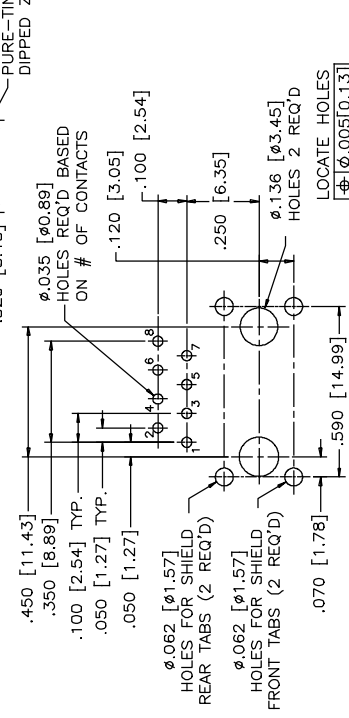 PURE-TIN
DIPPED
ø.035 [ø0.89]
HOLES REQ'D BASED
ON # OF CONTACTS
.450 [11.43]
.350 [8.89]
.100 [2.54] TYP.
.050 [1.27] TYP.
.050 [1.27]
.120 [3.05]
.100 [2.54]
.250 [6.35]
2
4
6
8
1
3
5
7
ø.062 [ø1.57]
HOLES FOR SHIELD
REAR TABS (2 REQ'D)
ø.062 [ø1.57]
HOLES FOR SHIELD
FRONT TABS (2 REQ'D)
.070 [1.78]
.590 [14.99]
ø.136 [ø3.45]
HOLES 2 REQ'D
LOCATE HOLES
⌖ ø.005[0.13]